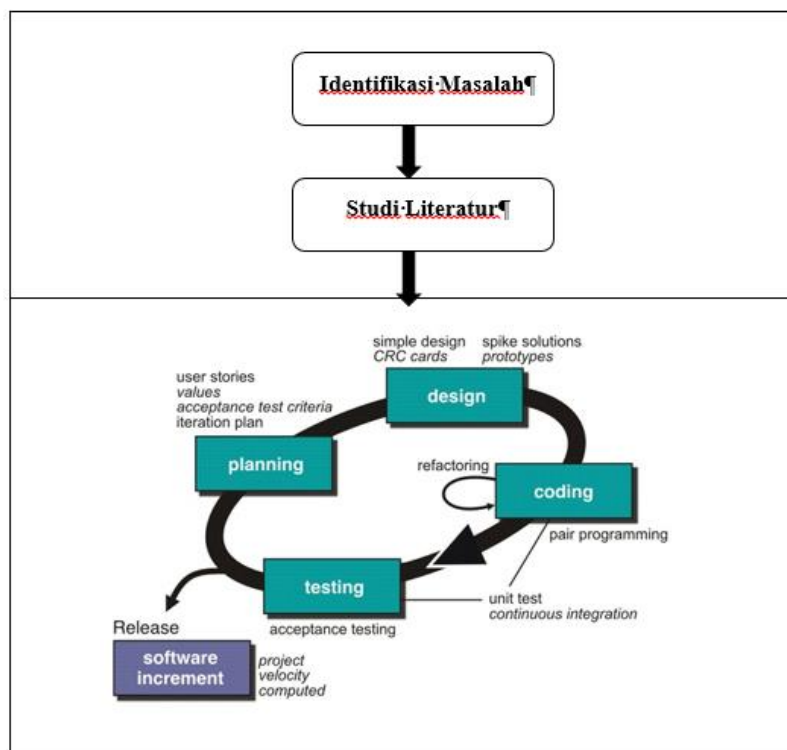 Identifikasi·Masalah¶
Studi·Literatur¶
simple design
CRC cards
spike solutions
prototypes
user stories
values
acceptance test criteria
iteration plan
design
planning
refactoring
coding
pair programming
testing
unit test
continuous integration
acceptance testing
Release
software
increment
project
velocity
computed